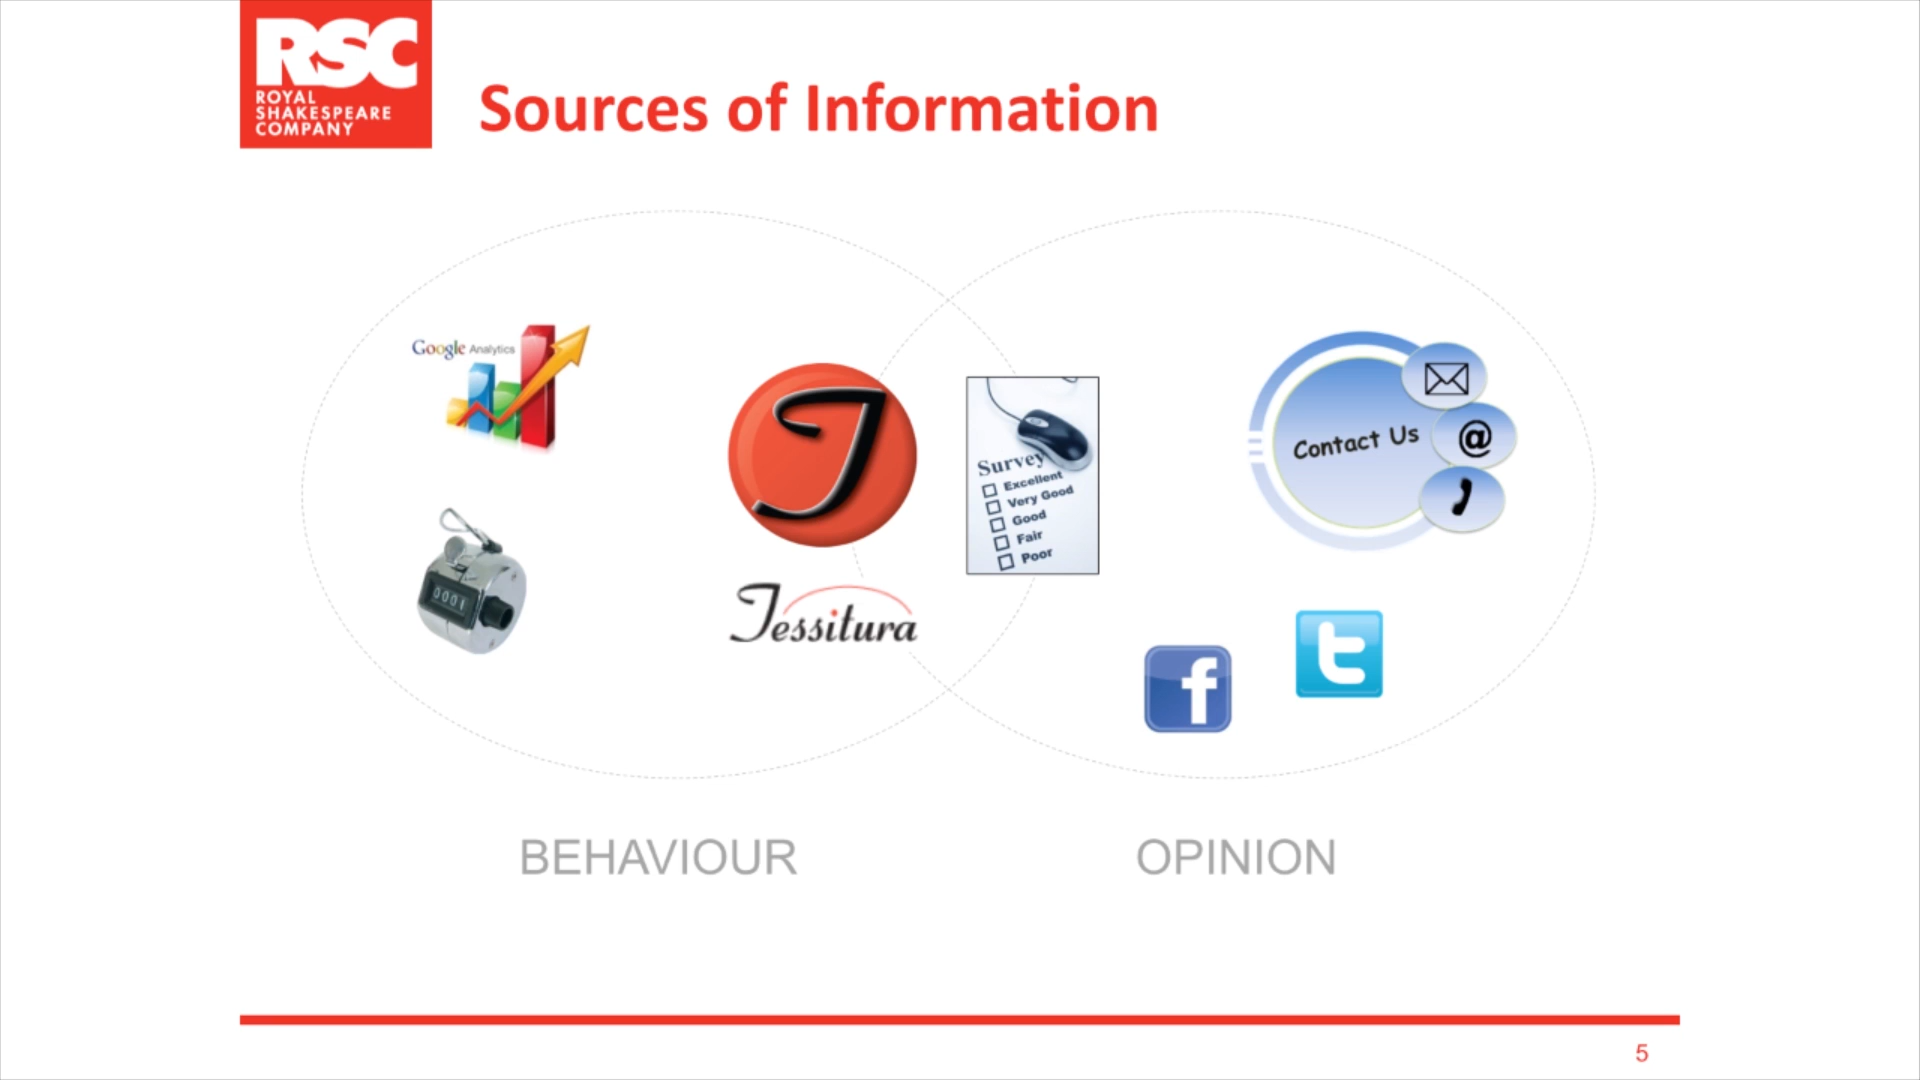 RSC
ROYAL
SHAKESPEARE
COMPANY
Sources of Information
Google Analytics
0001
J
Tessitura
Survey
Excellent
Very Good
Good
Fair
Poor
Contact Us
@
f
t
BEHAVIOUR
OPINION
5